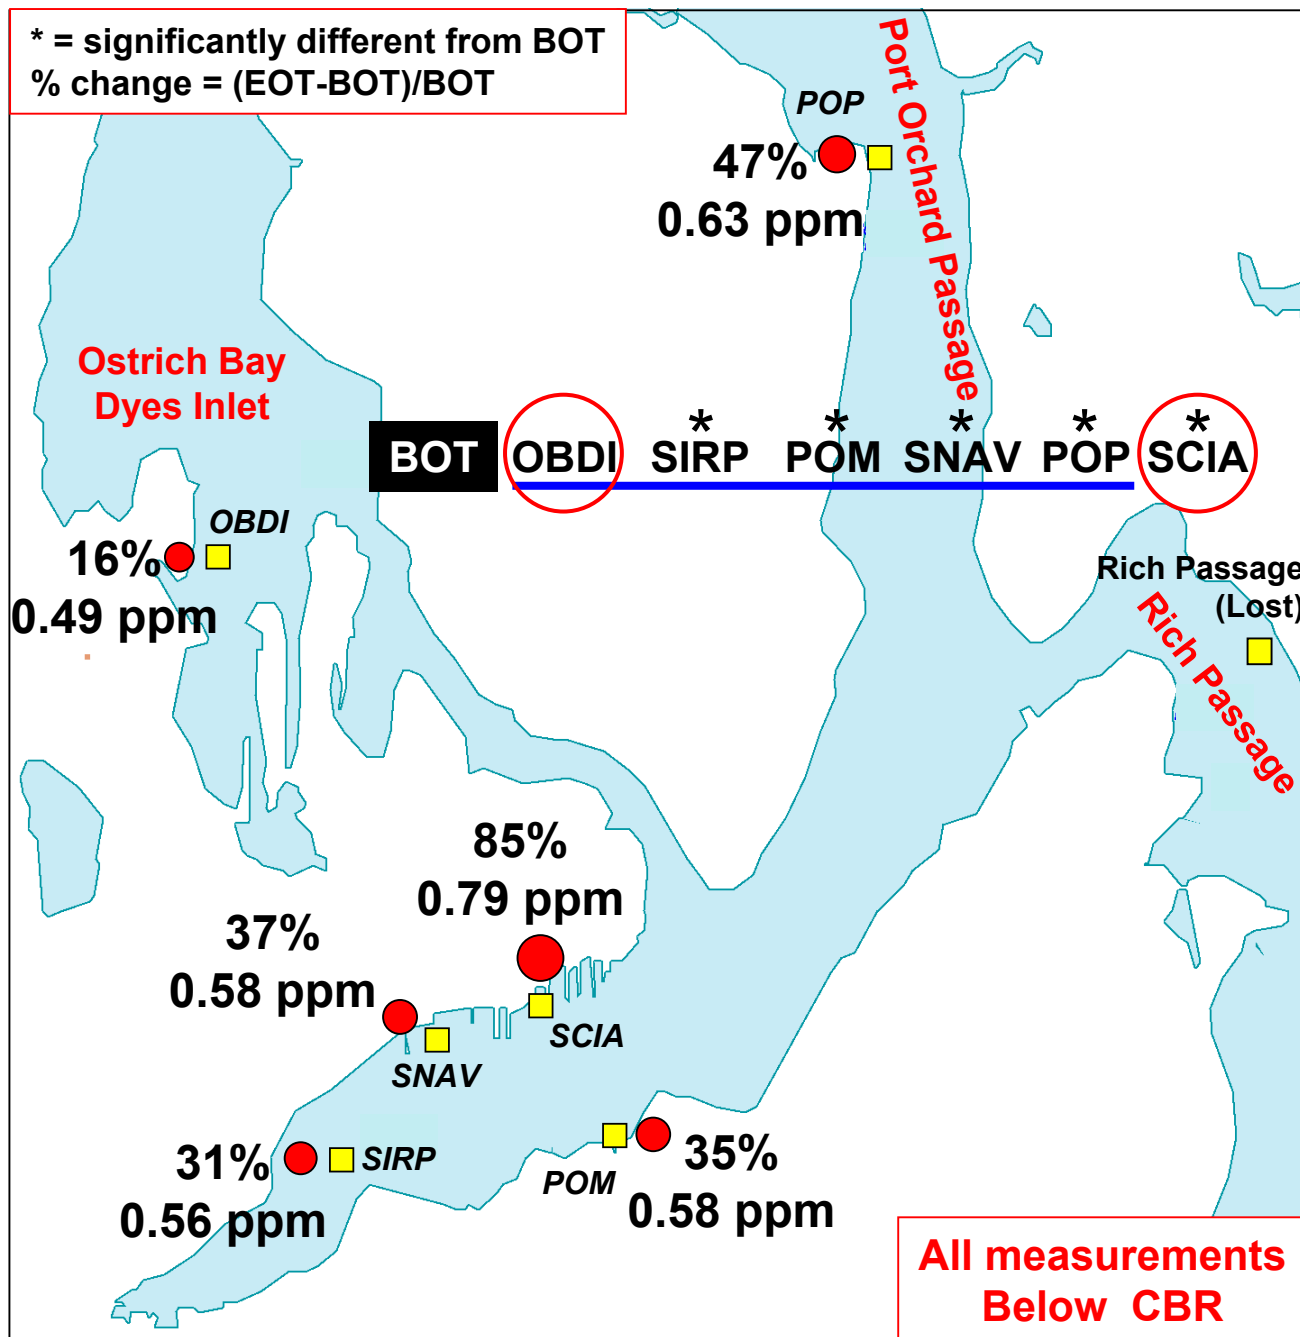 * = significantly different from BOT
% change = (EOT-BOT)/BOT
POP
47%
0.63 ppm
Port Orchard Passage
Ostrich Bay
Dyes Inlet
* * * * *
BOT OBDI SIRP POM SNAV POP SCIA
OBDI
16%
0.49 ppm
Rich Passage
(Lost)
Rich Passage
85%
0.79 ppm
37%
0.58 ppm
SCIA
SNAV
31%
0.56 ppm
SIRP
POM
35%
0.58 ppm
All measurements
Below CBR